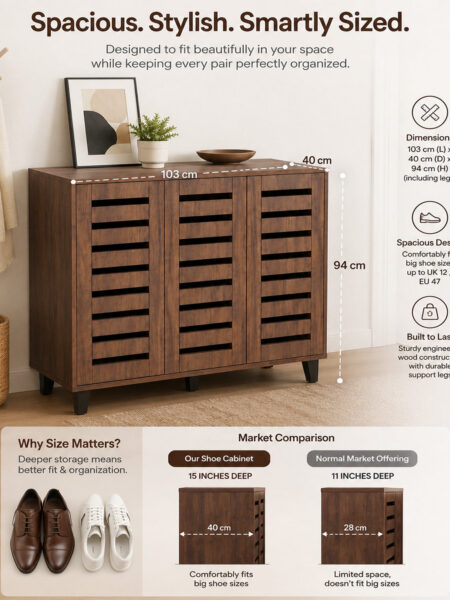 Spacious. Stylish. Smartly Sized.
Designed to fit beautifully in your space
while keeping every pair perfectly organized.
103 cm
40 cm
94 cm
Dimension
103 cm (L) x
40 cm (D) x
94 cm (H)
(including leg
Spacious Des
Comfortably f
big shoe size
up to UK 12
EU 47
Built to Las
Sturdy engineer
wood construc
with durable
support legs
Why Size Matters?
Deeper storage means
better fit & organization.
Market Comparison
Our Shoe Cabinet
15 INCHES DEEP
40 cm
Comfortably fits
big shoe sizes
Normal Market Offering
11 INCHES DEEP
28 cm
Limited space,
doesn't fit big sizes